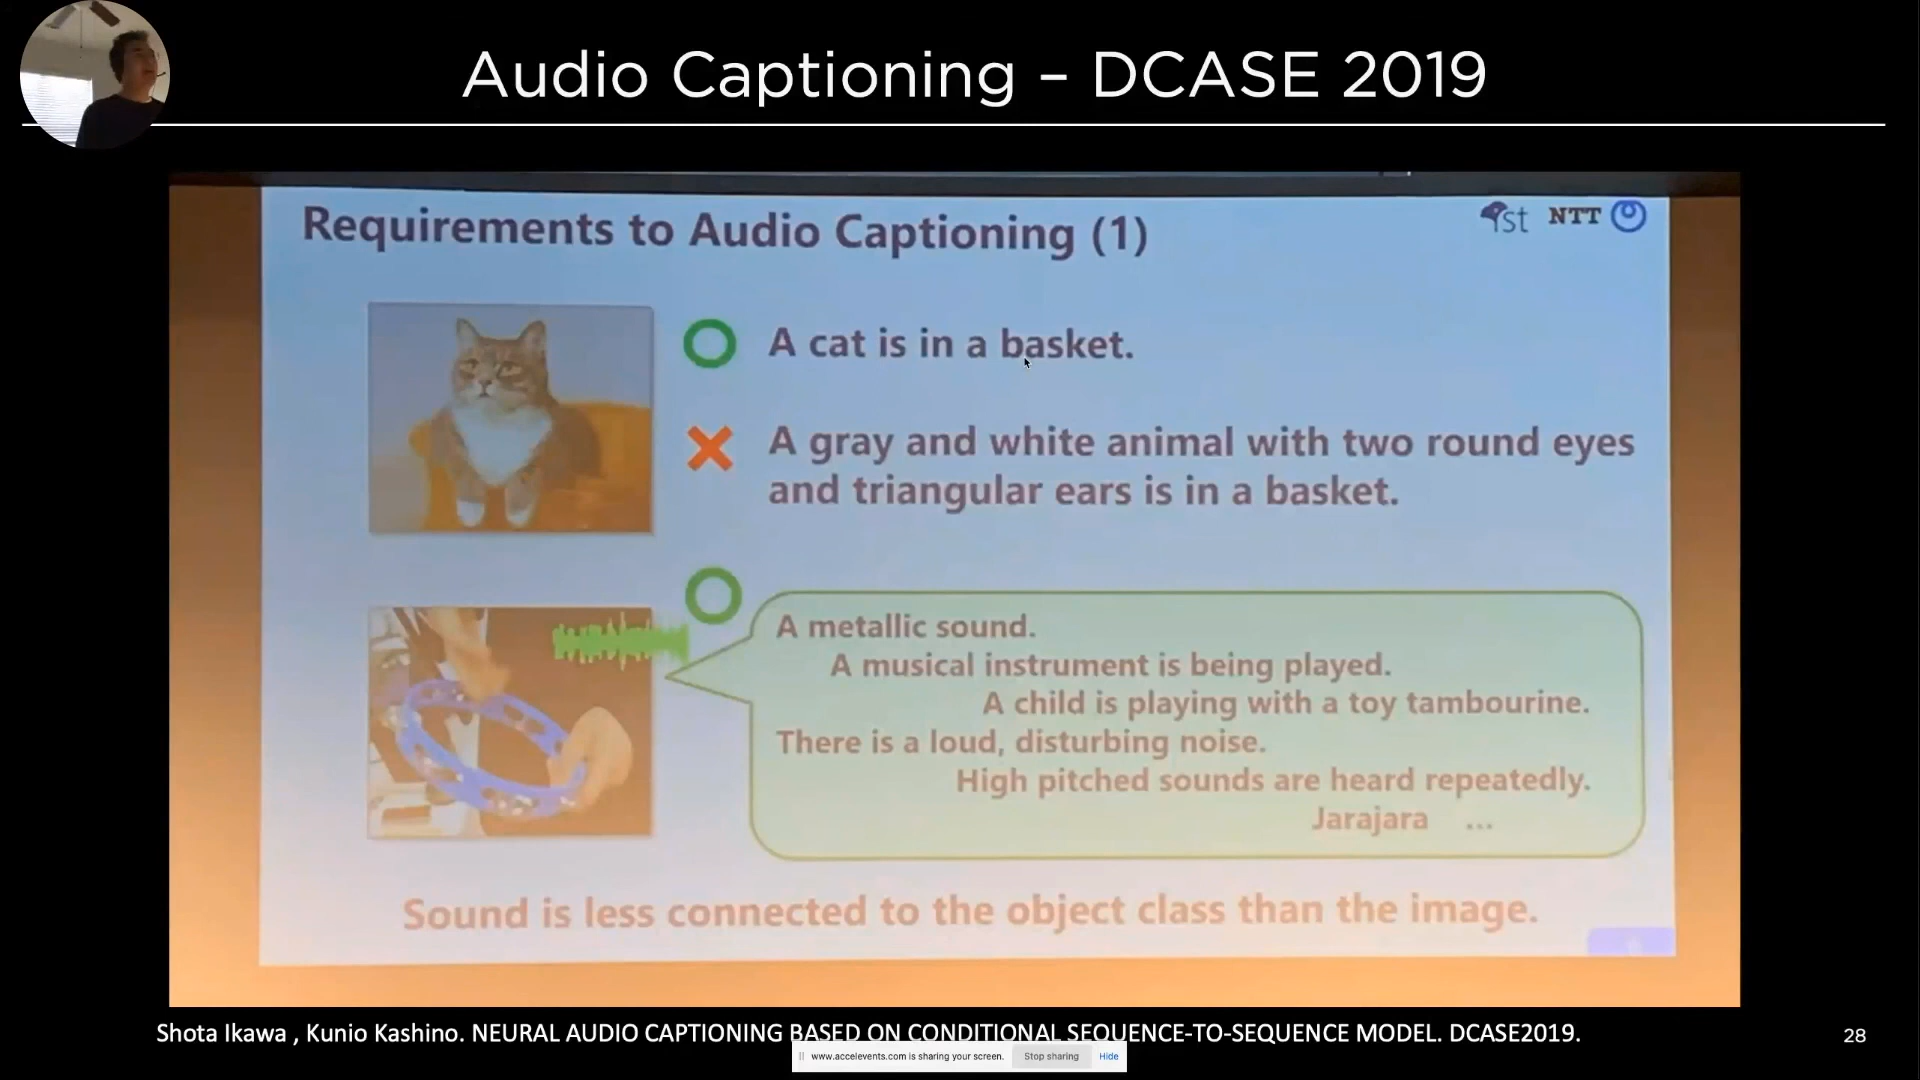 Audio Captioning – DCASE 2019
Requirements to Audio Captioning (1)
ist NTT
A cat is in a basket.
A gray and white animal with two round eyes
and triangular ears is in a basket.
A metallic sound.
A musical instrument is being played.
A child is playing with a toy tambourine.
There is a loud, disturbing noise.
High pitched sounds are heard repeatedly.
Jarajara ...
Sound is less connected to the object class than the image.
Shota Ikawa , Kunio Kashino. NEURAL AUDIO CAPTIONING BASED ON CONDITIONAL SEQUENCE-TO-SEQUENCE MODEL. DCASE2019.
28
www.accelevents.com is sharing your screen. Stop sharing Hide